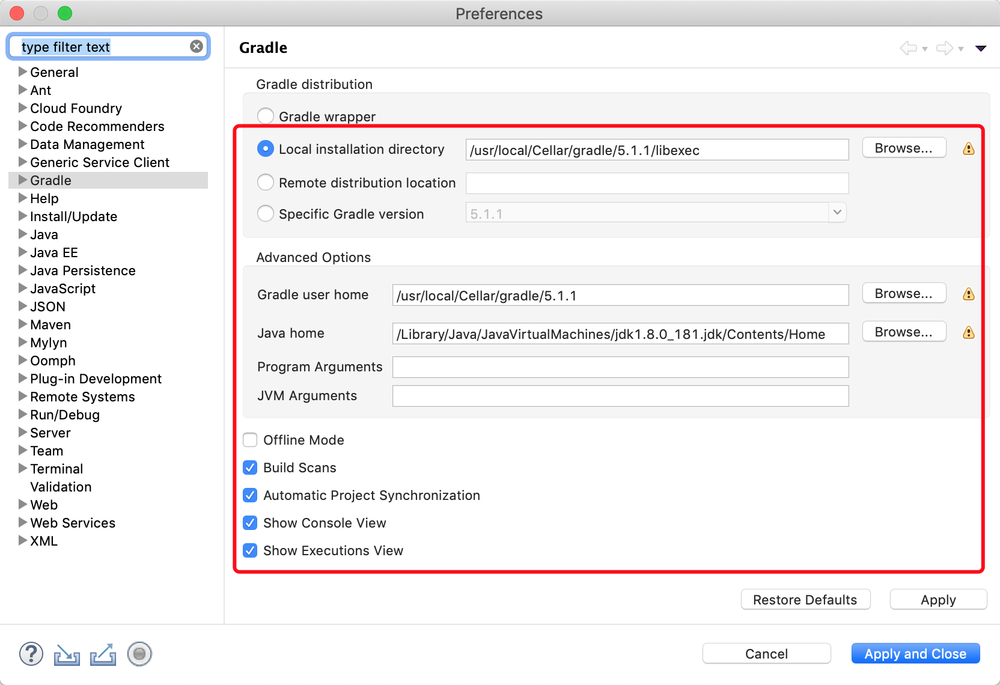 Preferences
type filter text
General
Ant
Cloud Foundry
Code Recommenders
Data Management
Generic Service Client
Gradle
Help
Install/Update
Java
Java EE
Java Persistence
JavaScript
JSON
Maven
Mylyn
Oomph
Plug-in Development
Remote Systems
Run/Debug
Server
Team
Terminal
Validation
Web
Web Services
XML
Gradle
Gradle distribution
Gradle wrapper
Local installation directory /usr/local/Cellar/gradle/5.1.1/libexec Browse...
Remote distribution location
Specific Gradle version 5.1.1
Advanced Options
Gradle user home /usr/local/Cellar/gradle/5.1.1 Browse...
Java home /Library/Java/JavaVirtualMachines/jdk1.8.0_181.jdk/Contents/Home Browse...
Program Arguments
JVM Arguments
Offline Mode
Build Scans
Automatic Project Synchronization
Show Console View
Show Executions View
Restore Defaults Apply
Cancel Apply and Close